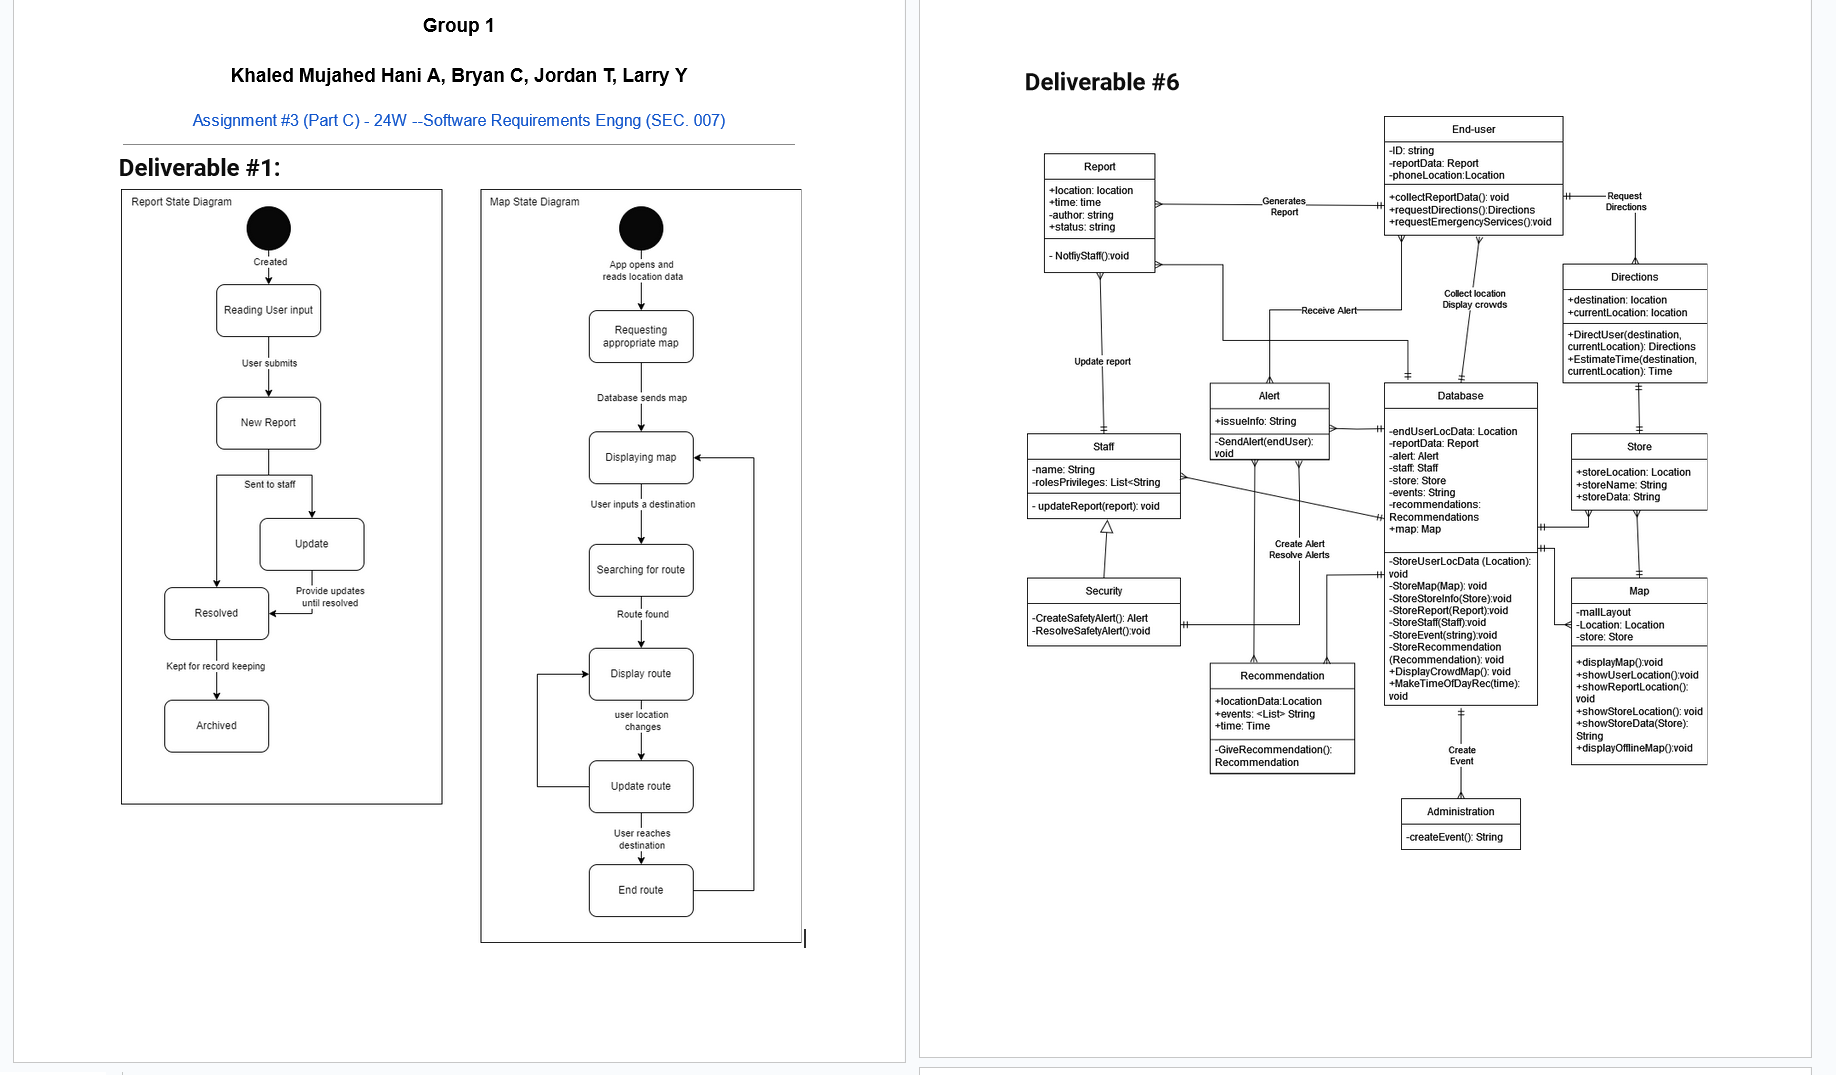 Group 1
Khaled Mujahed Hani A, Bryan C, Jordan T, Larry Y
Assignment #3 (Part C) - 24W --Software Requirements Engng (SEC. 007)
Deliverable #1:
Report State Diagram
Created
Reading User input
User submits
New Report
Sent to staff
Update
Provide updates
until resolved
Resolved
Kept for record keeping
Archived
Map State Diagram
App opens and
reads location data
Requesting
appropriate map
Database sends map
Displaying map
User inputs a destination
Searching for route
Route found
Display route
user location
changes
Update route
User reaches
destination
End route
Deliverable #6
End-user
-ID: string
-reportData: Report
-phoneLocation:Location
+collectReportData(): void
+requestDirections():Directions
+requestEmergencyServices():void
Report
+location: location
+time: time
-author: string
+status: string
- NotfiyStaff():void
Generates
Report
Request
Directions
Directions
+destination: location
+currentLocation: location
+DirectUser(destination,
currentLocation): Directions
+EstimateTime(destination,
currentLocation): Time
Collect location
Display crowds
Receive Alert
Update report
Alert
+issueInfo: String
-SendAlert(endUser):
void
Database
-endUserLocData: Location
-reportData: Report
-alert: Alert
-staff: Staff
-store: Store
-events: String
-recommendations:
Recommendations
+map: Map
-StoreUserLocData (Location):
void
-StoreMap(Map): void
-StoreStoreInfo(Store):void
-StoreReport(Report):void
-StoreStaff(Staff):void
-StoreEvent(string):void
-StoreRecommendation
(Recommendation): void
+DisplayCrowdMap(): void
+MakeTimeOfDayRec(time):
void
Staff
-name: String
-rolesPrivileges: List<String
- updateReport(report): void
Store
+storeLocation: Location
+storeName: String
+storeData: String
Create Alert
Resolve Alerts
Security
-CreateSafetyAlert(): Alert
-ResolveSafetyAlert():void
Map
-mallLayout
-Location: Location
-store: Store
+displayMap():void
+showUserLocation():void
+showReportLocation():
void
+showStoreLocation(): void
+showStoreData(Store):
String
+displayOfflineMap():void
Recommendation
+locationData:Location
+events: <List> String
+time: Time
-GiveRecommendation():
Recommendation
Create
Event
Administration
-createEvent(): String